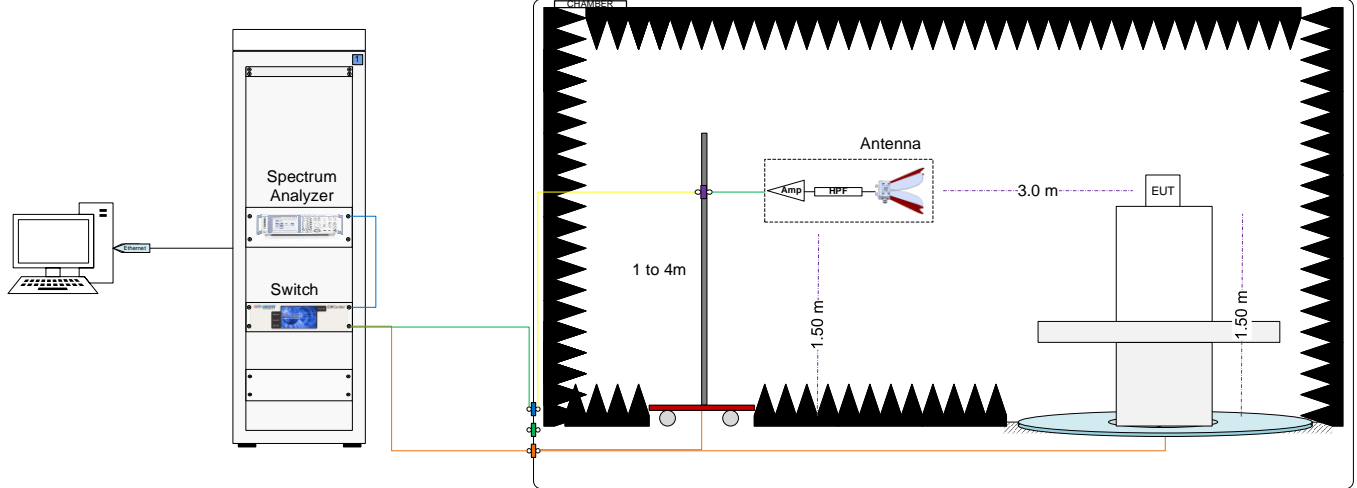 CHAMBER
1
Antenna
Spectrum
Analyzer
Amp
HPF
3.0 m
EUT
Ethernet
1 to 4m
Switch
1.50 m
1.50 m